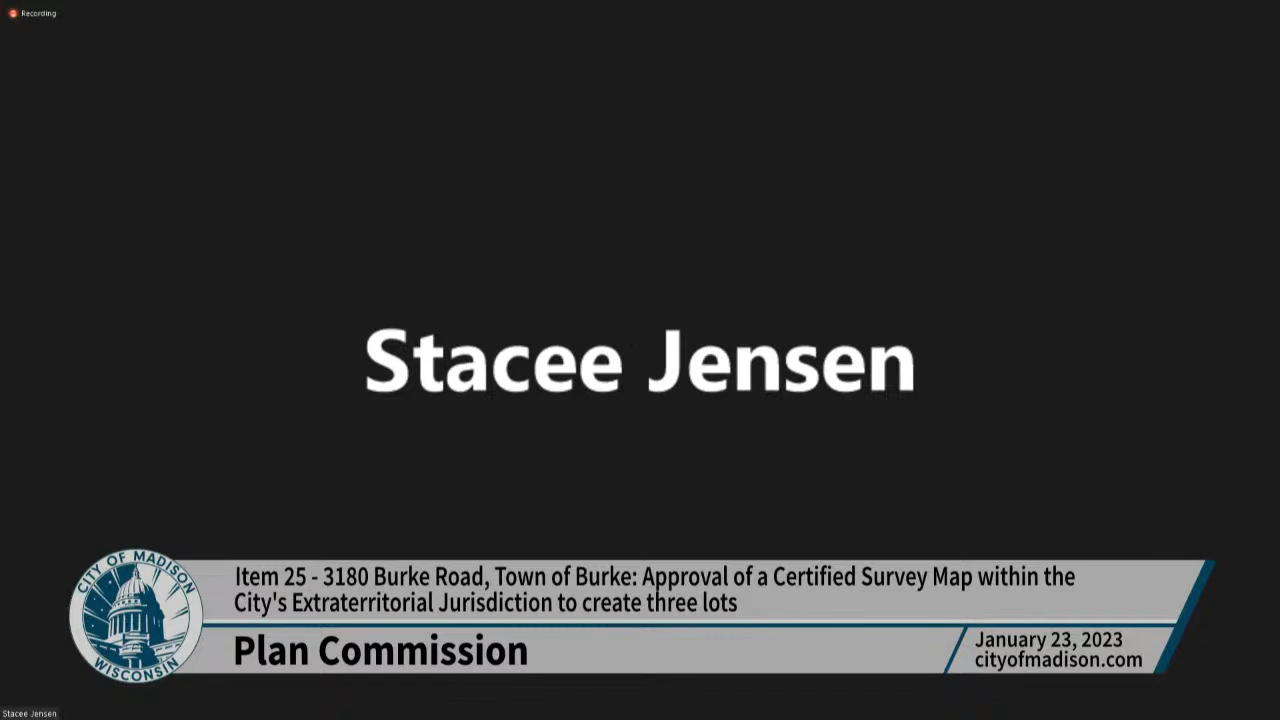 Recording
Stacee Jensen
CITY OF MADISON
WISCONSIN
Item 25 - 3180 Burke Road, Town of Burke: Approval of a Certified Survey Map within the
City's Extraterritorial Jurisdiction to create three lots
Plan Commission
January 23, 2023
cityofmadison.com
Stacee Jensen